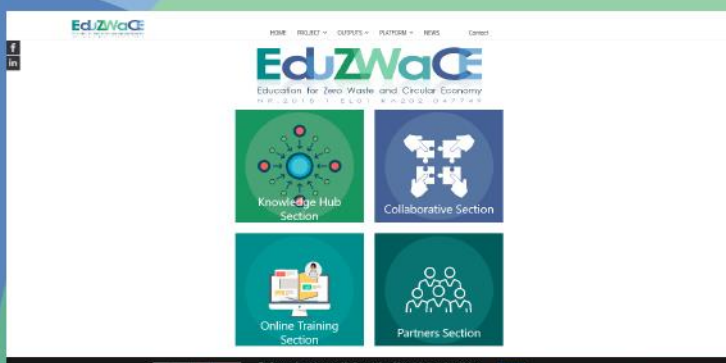 EduZWaCE
HOME PROJECT OUTPUTS PLATFORM NEWS Contact
f
in
EduZWaCE
Education for Zero Waste and Circular Economy
Knowledge Hub
Section
Collaborative Section
Online Training
Section
Partners Section